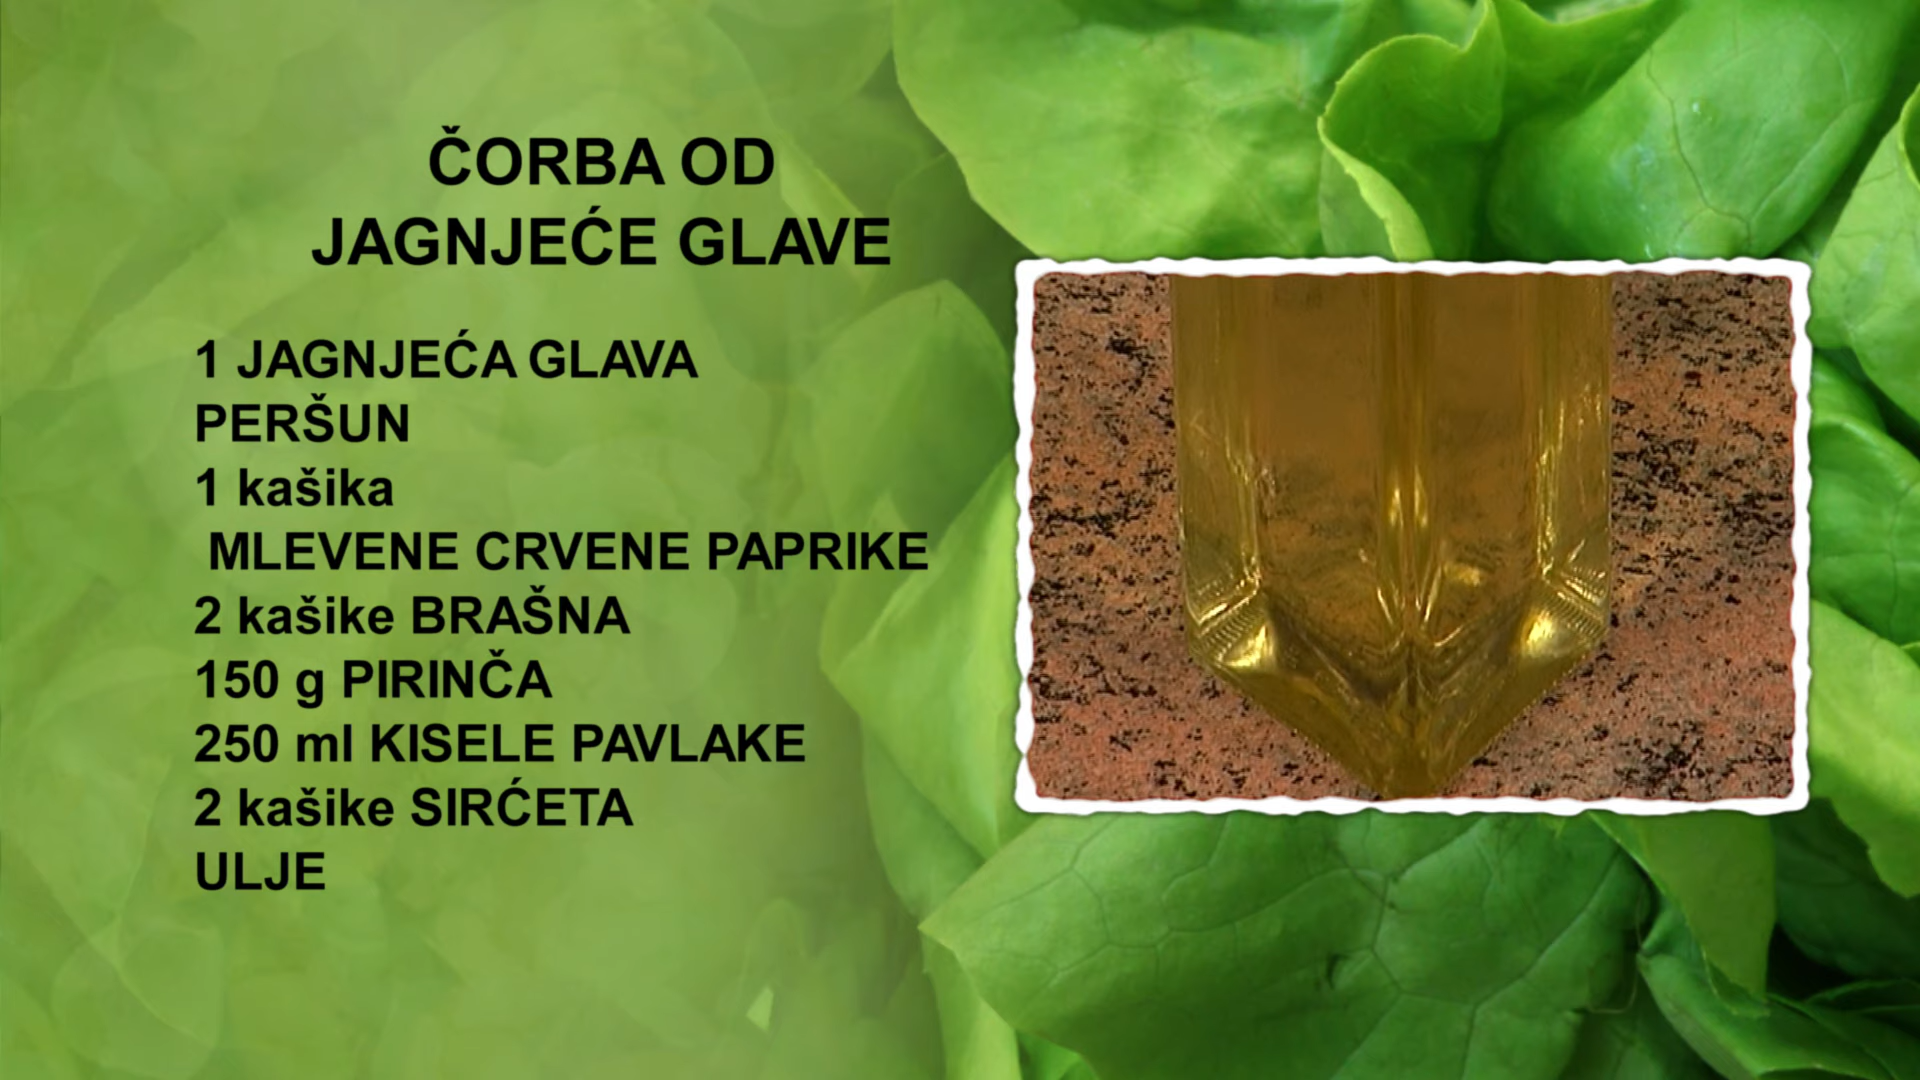 ČORBA OD
JAGNJEĆE GLAVE
1 JAGNJEĆA GLAVA
PERŠUN
1 kašika
MLEVENE CRVENE PAPRIKE
2 kašike BRAŠNA
150 g PIRINČA
250 ml KISELE PAVLAKE
2 kašike SIRĆETA
ULJE